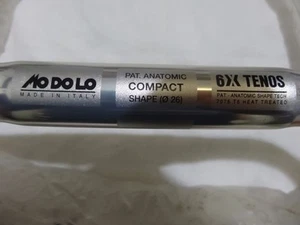 MODOLO
MADE IN ITALY
PAT. ANATOMIC
COMPACT
SHAPE (Ø 26)
6X TENOS
PAT.- ANATOMIC SHAPE TECH
7075 T6 HEAT TREATED